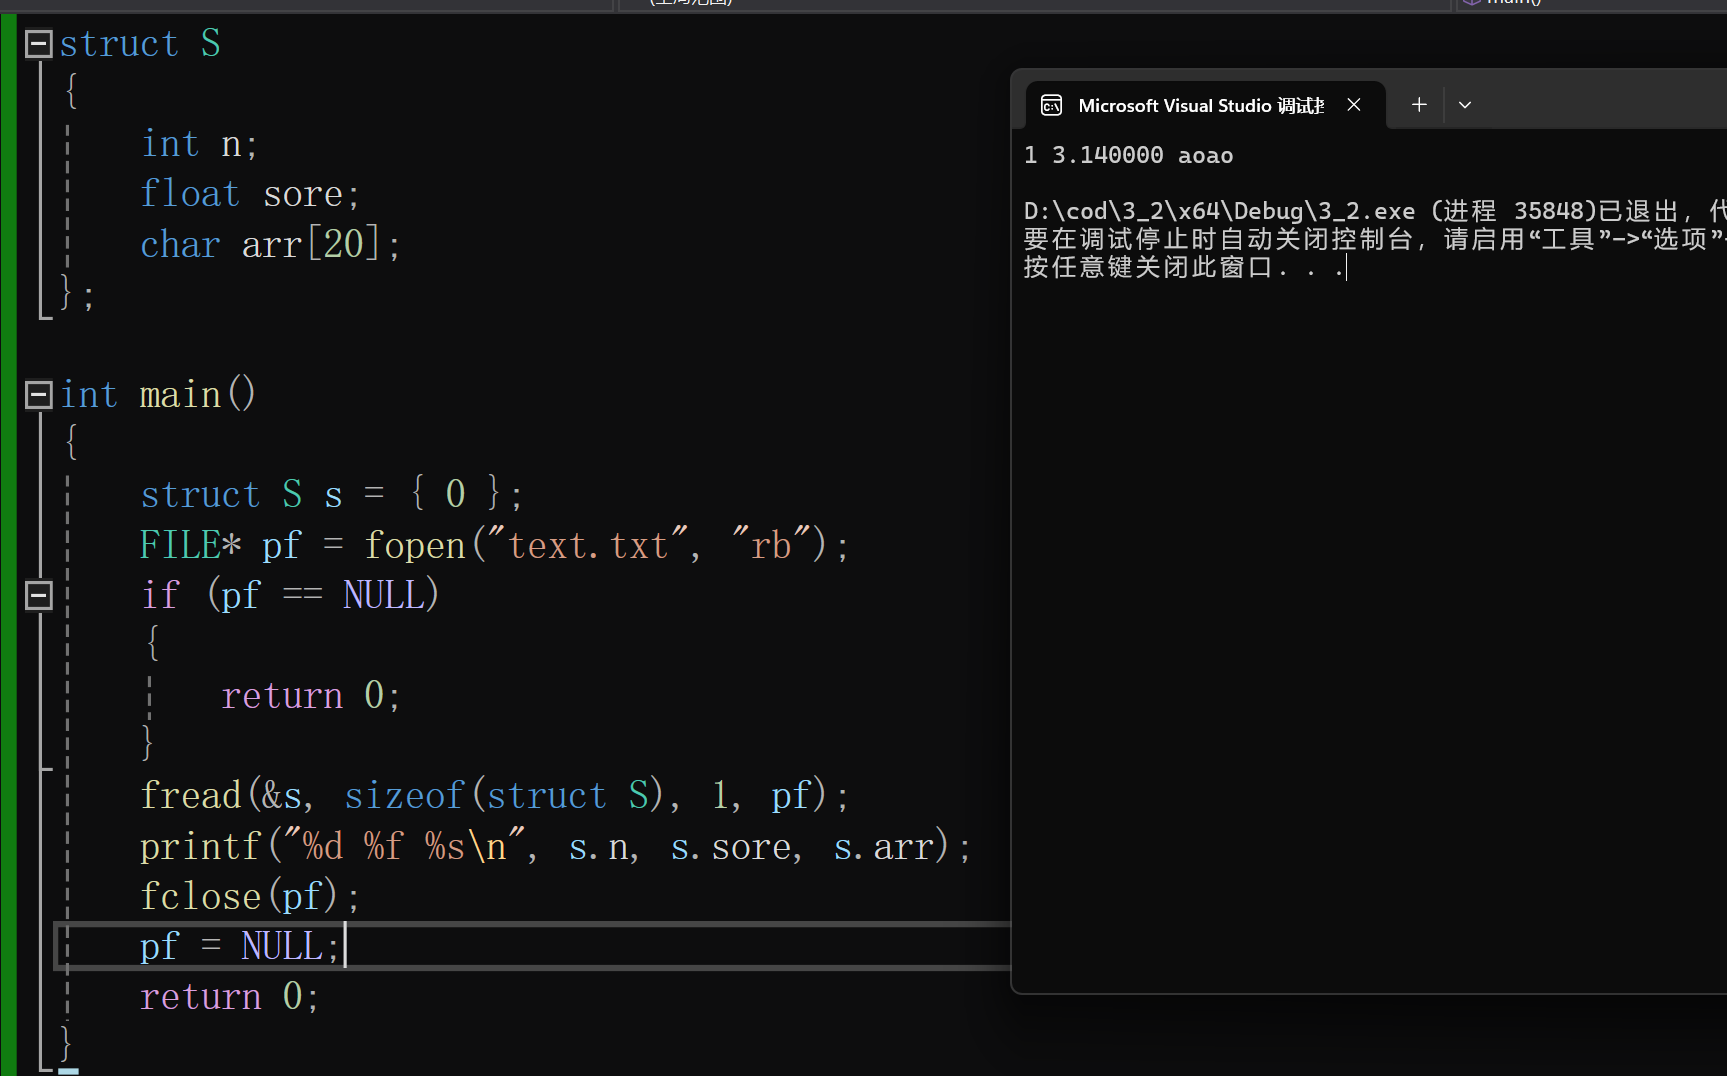 struct S
{
    int n;
    float sore;
    char arr[20];
};
int main()
{
    struct S s = { 0 };
    FILE* pf = fopen("text.txt", "rb");
    if (pf == NULL)
    {
        return 0;
    }
    fread(&s, sizeof(struct S), 1, pf);
    printf("%d %f %s\n", s.n, s.sore, s.arr);
    fclose(pf);
    pf = NULL;
    return 0;
}
Microsoft Visual Studio 调试
1 3.140000 aoao
D:\cod\3_2\x64\Debug\3_2.exe (进程 35848)已退出，
要在调试停止时自动关闭控制台，请启用“工具”->“选项”
按任意键关闭此窗口. . .